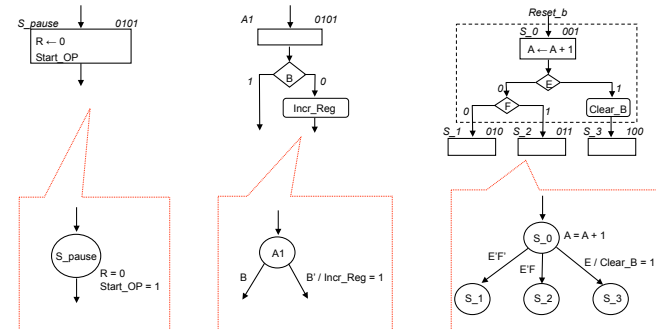 S_pause 0101
R ← 0
Start_OP
S_pause
R = 0
Start_OP = 1
A1 0101
B
1 0
Incr_Reg
A1
B B' / Incr_Reg = 1
Reset_b
S_0 001
A ← A + 1
E
0 1
F Clear_B
0 1
S_1 010 S_2 011 S_3 100
S_0 A = A + 1
E'F' E'F E / Clear_B = 1
S_1 S_2 S_3